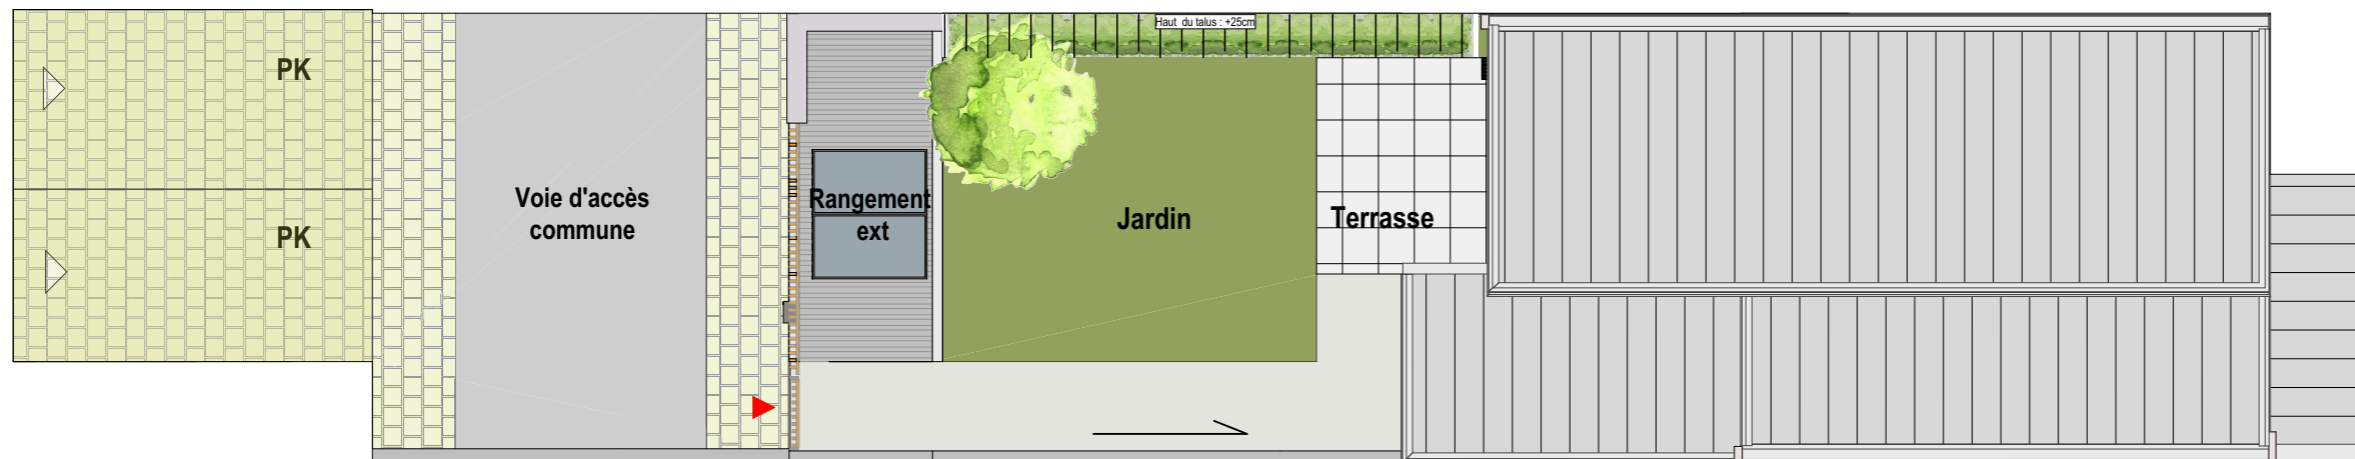 Haut du talus : +25cm
PK
PK
Voie d'accès
commune
Rangement
ext
Jardin
Terrasse